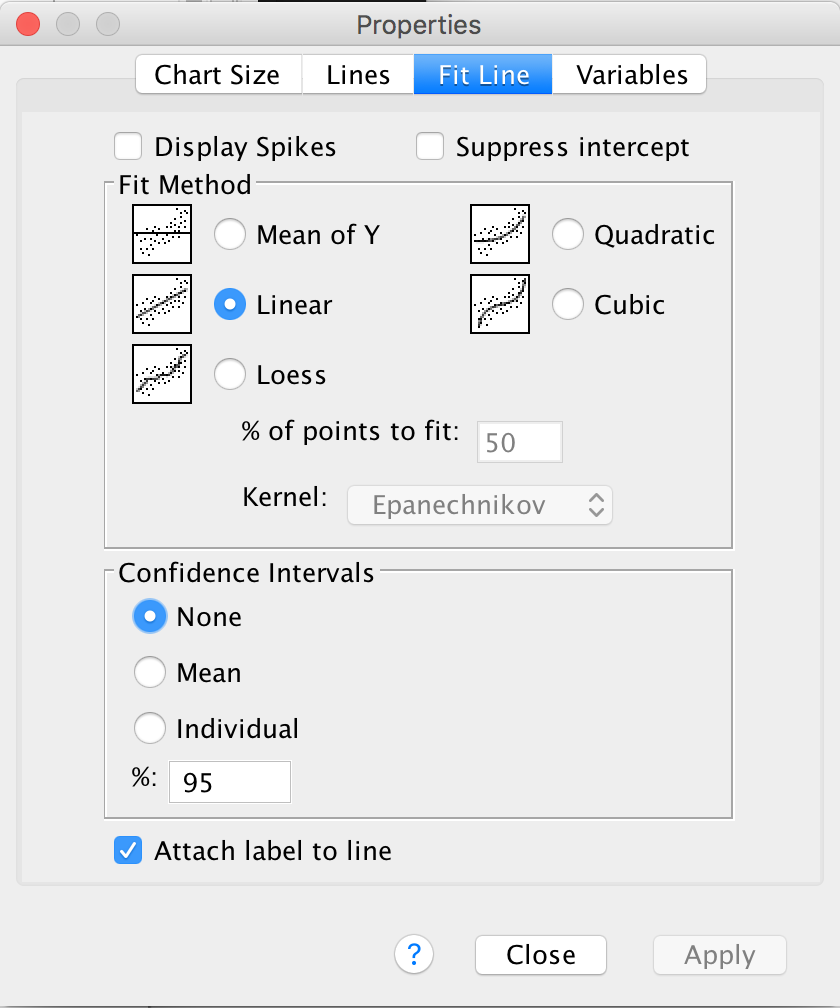 Properties
Chart Size Lines Fit Line Variables
Display Spikes Suppress intercept
Fit Method
Mean of Y Quadratic
Linear Cubic
Loess
% of points to fit: 50
Kernel: Epanechnikov
Confidence Intervals
None
Mean
Individual
%: 95
Attach label to line
? Close Apply